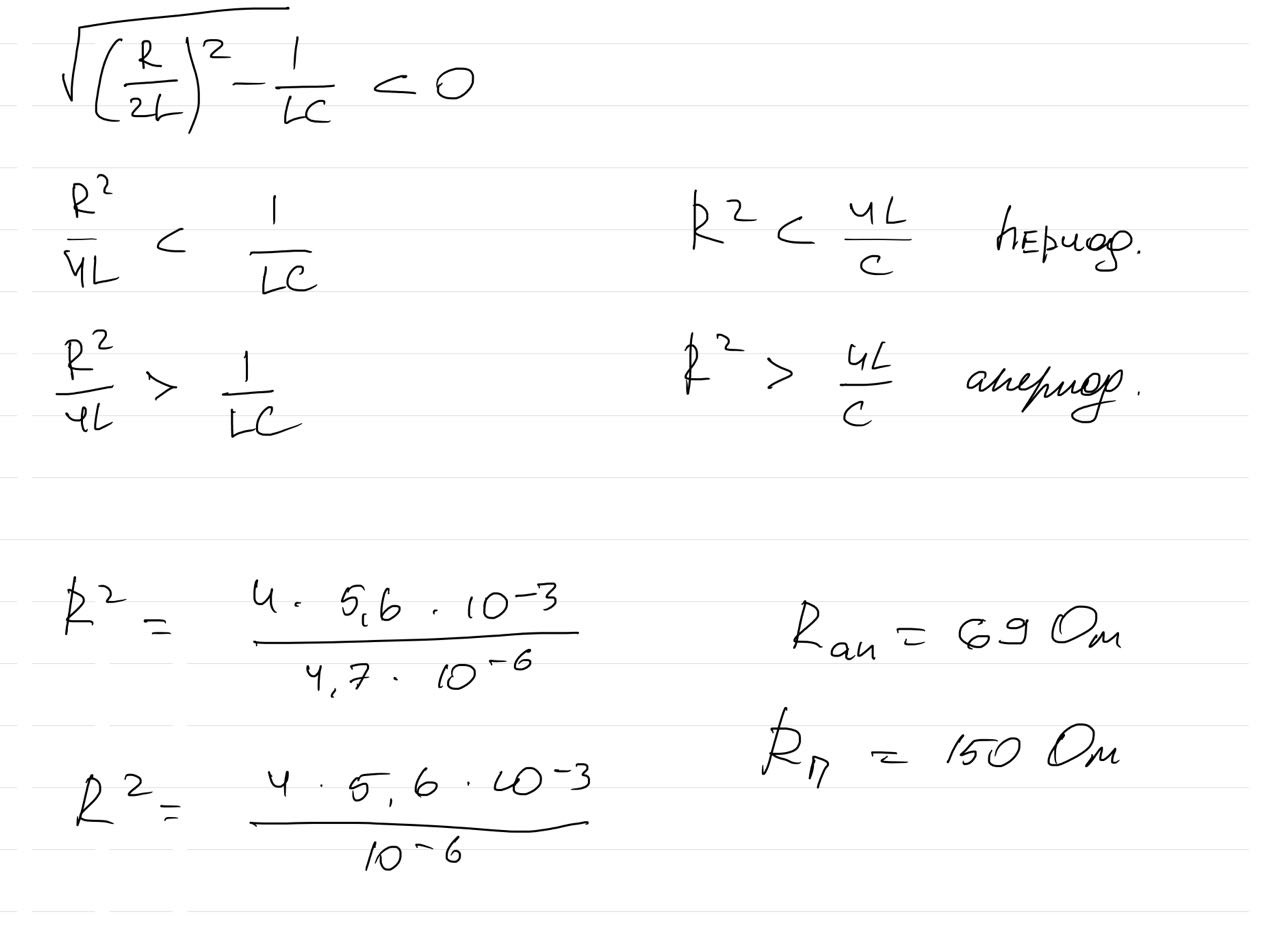 √((R/2L)² − 1/LC) < 0
R²/4L < 1/LC    R² < 4L/C    период.
R²/4L > 1/LC    R² > 4L/C    апериод.
R² = (4 · 5,6 · 10⁻³)/(4,7 · 10⁻⁶)    Rап = 69 Ом
Rп = 150 Ом
R² = (4 · 5,6 · 10⁻³)/(10⁻⁶)